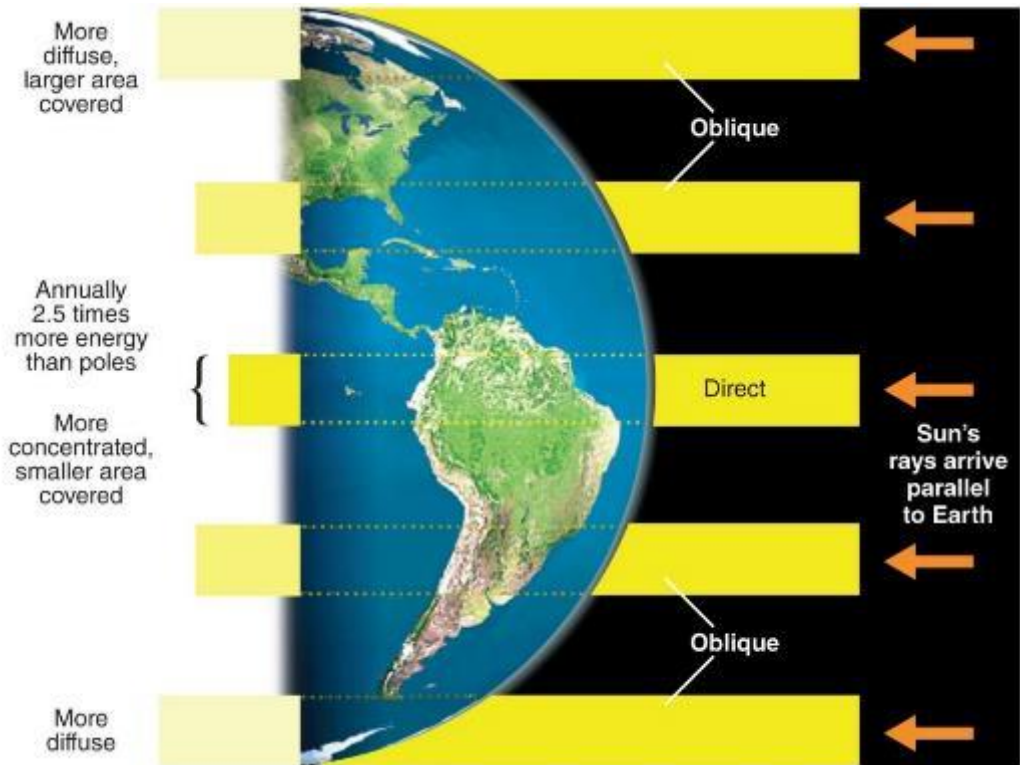 More
diffuse,
larger area
covered
Oblique
Annually
2.5 times
more energy
than poles
Direct
More
concentrated,
smaller area
covered
Sun's
rays arrive
parallel
to Earth
Oblique
More
diffuse